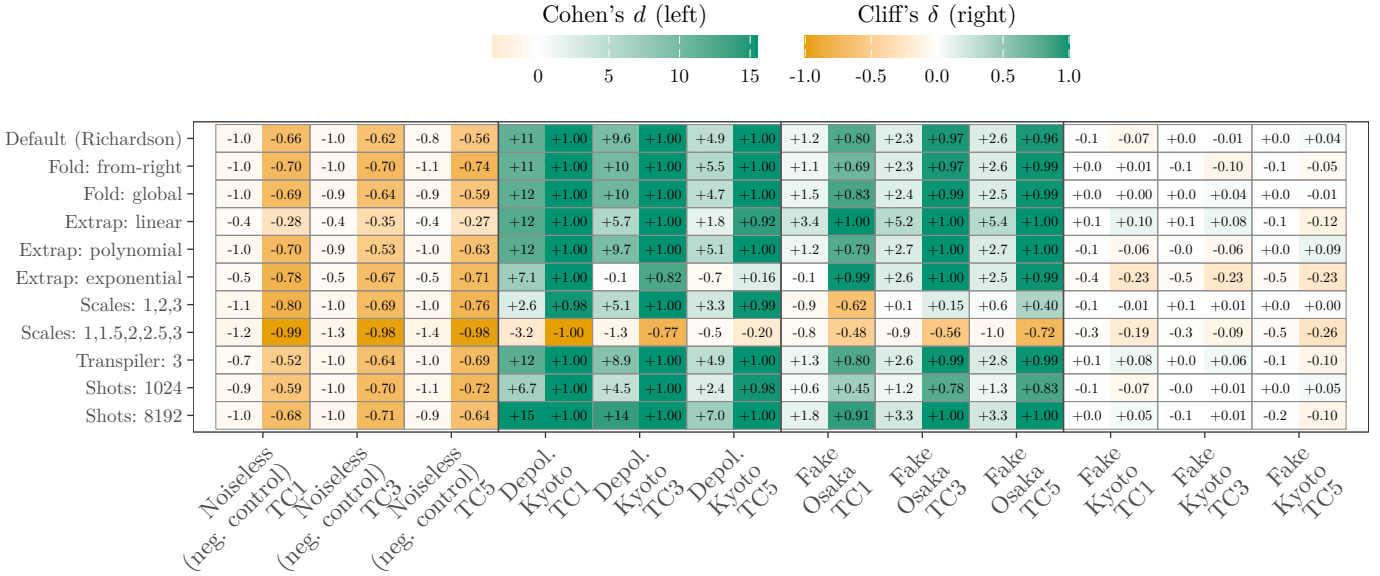 Cohen's d (left)
Cliff's δ (right)
0 5 10 15
-1.0 -0.5 0.0 0.5 1.0
Default (Richardson) -1.0 -0.66 -1.0 -0.62 -0.8 -0.56 +11 +1.00 +9.6 +1.00 +4.9 +1.00 +1.2 +0.80 +2.3 +0.97 +2.6 +0.96 -0.1 -0.07 +0.0 -0.01 +0.0 +0.04
Fold: from-right -1.0 -0.70 -1.0 -0.70 -1.1 -0.74 +11 +1.00 +10 +1.00 +5.5 +1.00 +1.1 +0.69 +2.3 +0.97 +2.6 +0.99 +0.0 +0.01 -0.1 -0.10 -0.1 -0.05
Fold: global -1.0 -0.69 -0.9 -0.64 -0.9 -0.59 +12 +1.00 +10 +1.00 +4.7 +1.00 +1.5 +0.83 +2.4 +0.99 +2.5 +0.99 +0.0 +0.00 +0.0 +0.04 +0.0 -0.01
Extrap: linear -0.4 -0.28 -0.4 -0.35 -0.4 -0.27 +12 +1.00 +5.7 +1.00 +1.8 +0.92 +3.4 +1.00 +5.2 +1.00 +5.4 +1.00 +0.1 +0.10 +0.1 +0.08 -0.1 -0.12
Extrap: polynomial -1.0 -0.70 -0.9 -0.53 -1.0 -0.63 +12 +1.00 +9.7 +1.00 +5.1 +1.00 +1.2 +0.79 +2.7 +1.00 +2.7 +1.00 -0.1 -0.06 -0.0 -0.06 +0.0 +0.09
Extrap: exponential -0.5 -0.78 -0.5 -0.67 -0.5 -0.71 +7.1 +1.00 -0.1 +0.82 -0.7 +0.16 -0.1 +0.99 +2.6 +1.00 +2.5 +0.99 -0.4 -0.23 -0.5 -0.23 -0.5 -0.23
Scales: 1,2,3 -1.1 -0.80 -1.0 -0.69 -1.0 -0.76 +2.6 +0.98 +5.1 +1.00 +3.3 +0.99 -0.9 -0.62 +0.1 +0.15 +0.6 +0.40 -0.1 -0.01 +0.1 +0.01 +0.0 +0.00
Scales: 1,1.5,2,2.5,3 -1.2 -0.99 -1.3 -0.98 -1.4 -0.98 -3.2 -1.00 -1.3 -0.77 -0.5 -0.20 -0.8 -0.48 -0.9 -0.56 -1.0 -0.72 -0.3 -0.19 -0.3 -0.09 -0.5 -0.26
Transpiler: 3 -0.7 -0.52 -1.0 -0.64 -1.0 -0.69 +12 +1.00 +8.9 +1.00 +4.9 +1.00 +1.3 +0.80 +2.6 +0.99 +2.8 +0.99 +0.1 +0.08 +0.0 +0.06 -0.1 -0.10
Shots: 1024 -0.9 -0.59 -1.0 -0.70 -1.1 -0.72 +6.7 +1.00 +4.5 +1.00 +2.4 +0.98 +0.6 +0.45 +1.2 +0.78 +1.3 +0.83 -0.1 -0.07 -0.0 +0.01 +0.0 +0.05
Shots: 8192 -1.0 -0.68 -1.0 -0.71 -0.9 -0.64 +15 +1.00 +14 +1.00 +7.0 +1.00 +1.8 +0.91 +3.3 +1.00 +3.3 +1.00 +0.0 +0.05 -0.1 +0.01 -0.2 -0.10
Noiseless
(neg. control)
TC1
Noiseless
(neg. control)
TC3
Noiseless
(neg. control)
TC5
Depol.
Kyoto
TC1
Depol.
Kyoto
TC3
Depol.
Kyoto
TC5
Fake
Osaka
TC1
Fake
Osaka
TC3
Fake
Osaka
TC5
Fake
Kyoto
TC1
Fake
Kyoto
TC3
Fake
Kyoto
TC5